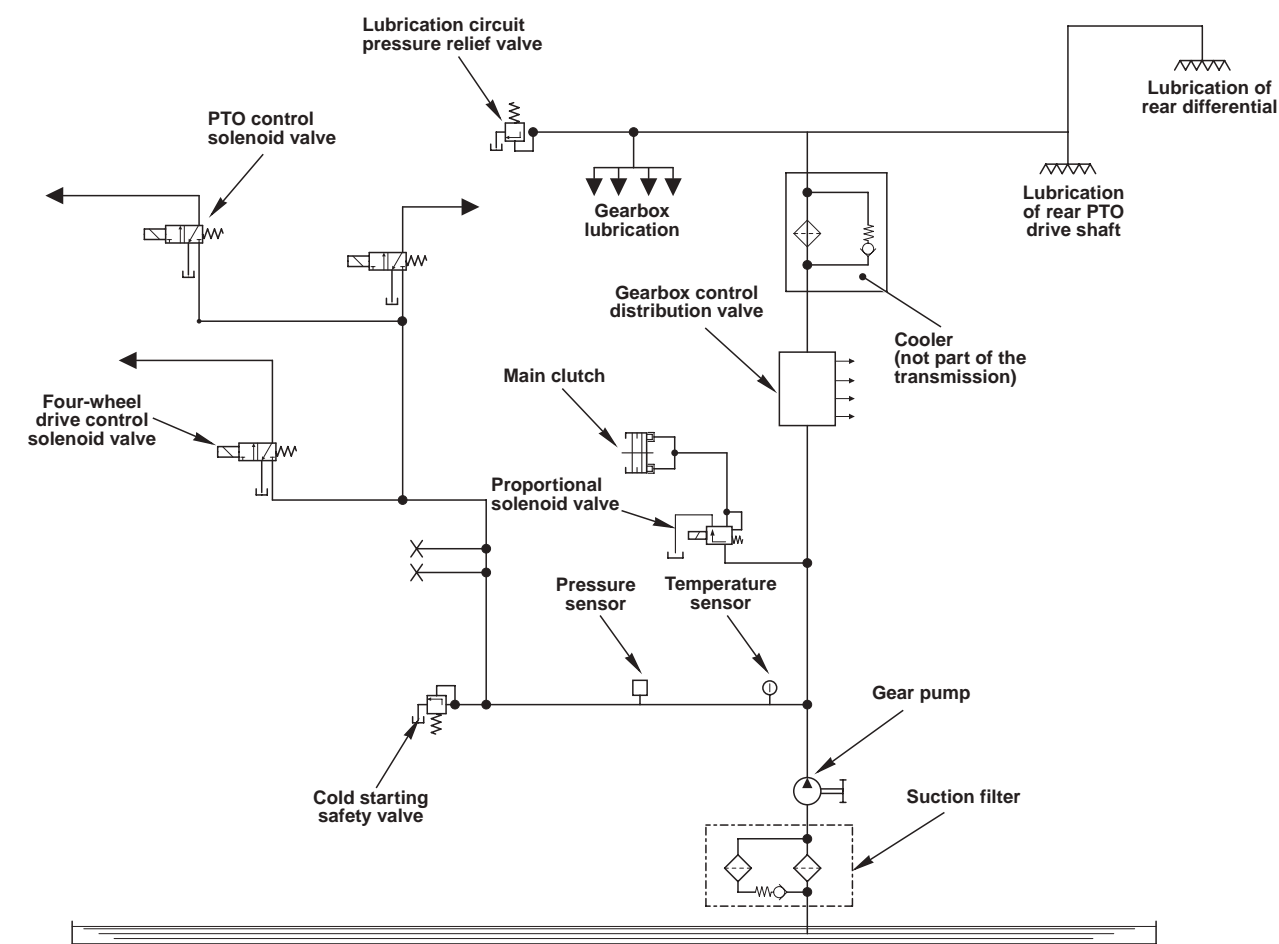 Lubrication circuit
pressure relief valve
PTO control
solenoid valve
Lubrication of
rear differential
Gearbox
lubrication
Lubrication
of rear PTO
drive shaft
Gearbox control
distribution valve
Cooler
(not part of the
transmission)
Main clutch
Four-wheel
drive control
solenoid valve
Proportional
solenoid valve
Pressure
sensor
Temperature
sensor
Gear pump
Cold starting
safety valve
Suction filter